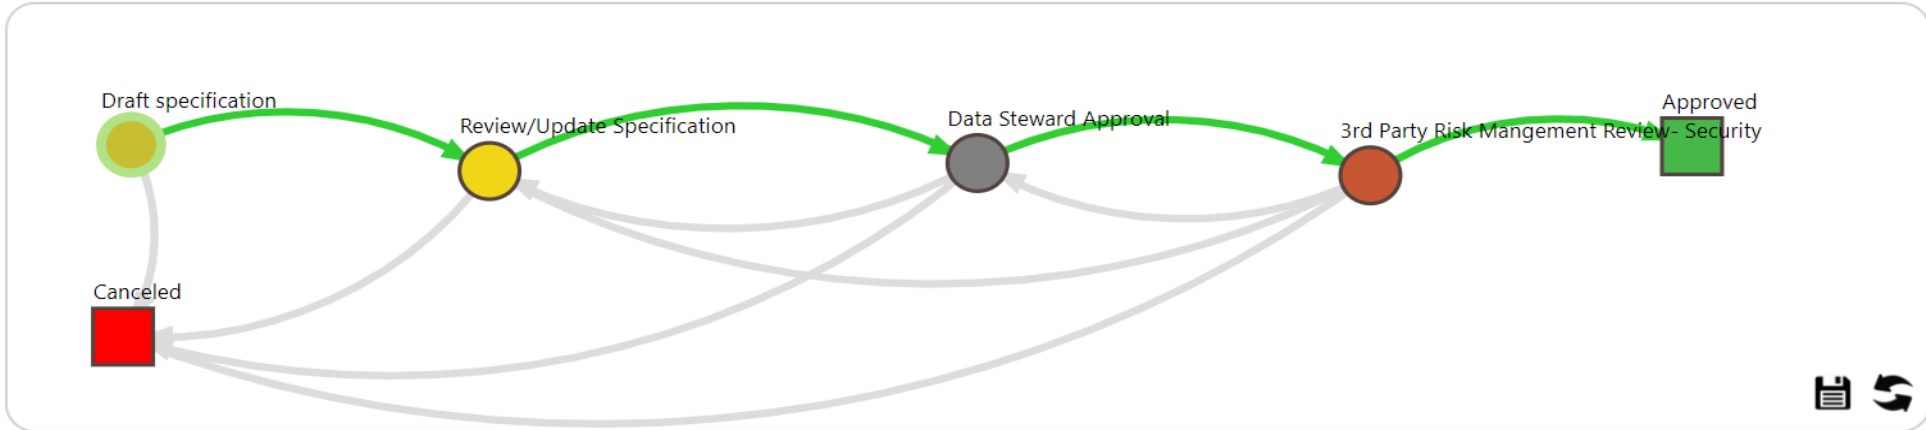 Draft specification
Review/Update Specification
Data Steward Approval
3rd Party Risk Mangement Review- Security
Approved
Canceled